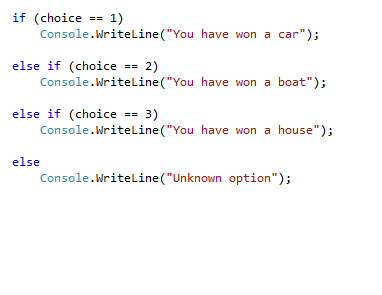 if (choice == 1)
    Console.WriteLine("You have won a car");
else if (choice == 2)
    Console.WriteLine("You have won a boat");
else if (choice == 3)
    Console.WriteLine("You have won a house");
else
    Console.WriteLine("Unknown option");